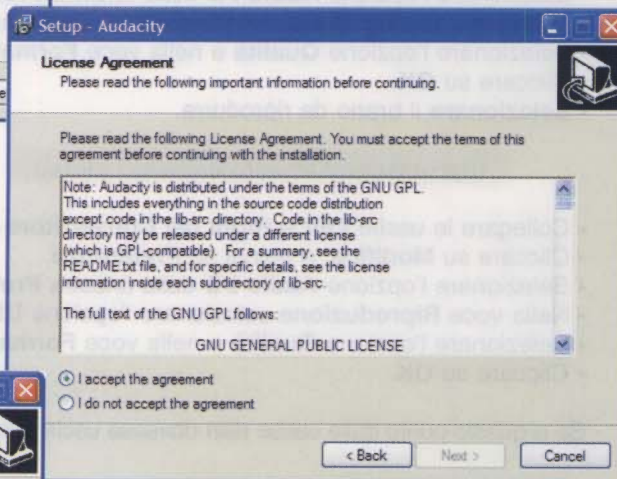 Setup - Audacity
License Agreement
Please read the following important information before continuing.
Please read the following License Agreement. You must accept the terms of this
agreement before continuing with the installation.
Note: Audacity is distributed under the terms of the GNU GPL.
This includes everything in the source code distribution
except code in the lib-src directory. Code in the lib-src
directory may be released under a different license
(which is GPL-compatible). For a summary, see the
README.txt file, and for specific details, see the license
information inside each subdirectory of lib-src.
The full text of the GNU GPL follows:
GNU GENERAL PUBLIC LICENSE
I accept the agreement
I do not accept the agreement
< Back
Next >
Cancel